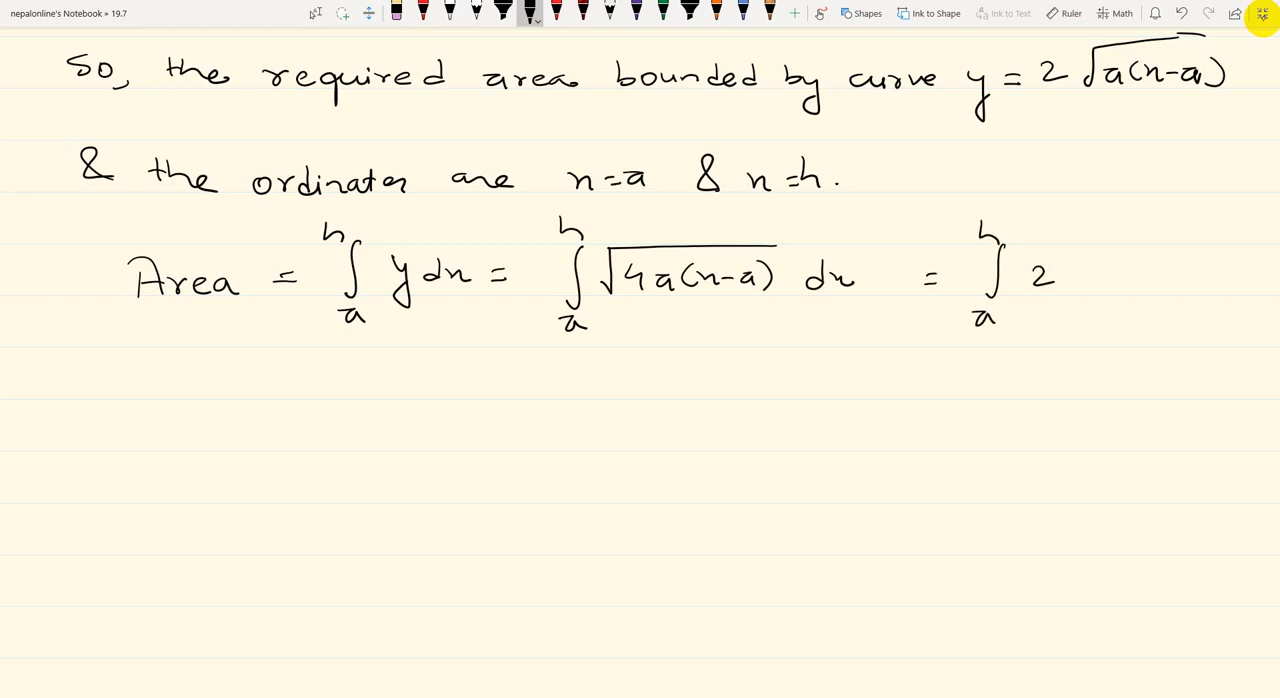 nepalonline's Notebook » 19.7 Shapes Ink to Shape Ink to Text Ruler Math
So, the required area bounded by curve y = 2√a(x-a)
& the ordinates are x=a & x=h.
Area = ∫ₐʰ y dx = ∫ₐʰ √4a(x-a) dx = ∫ₐʰ 2